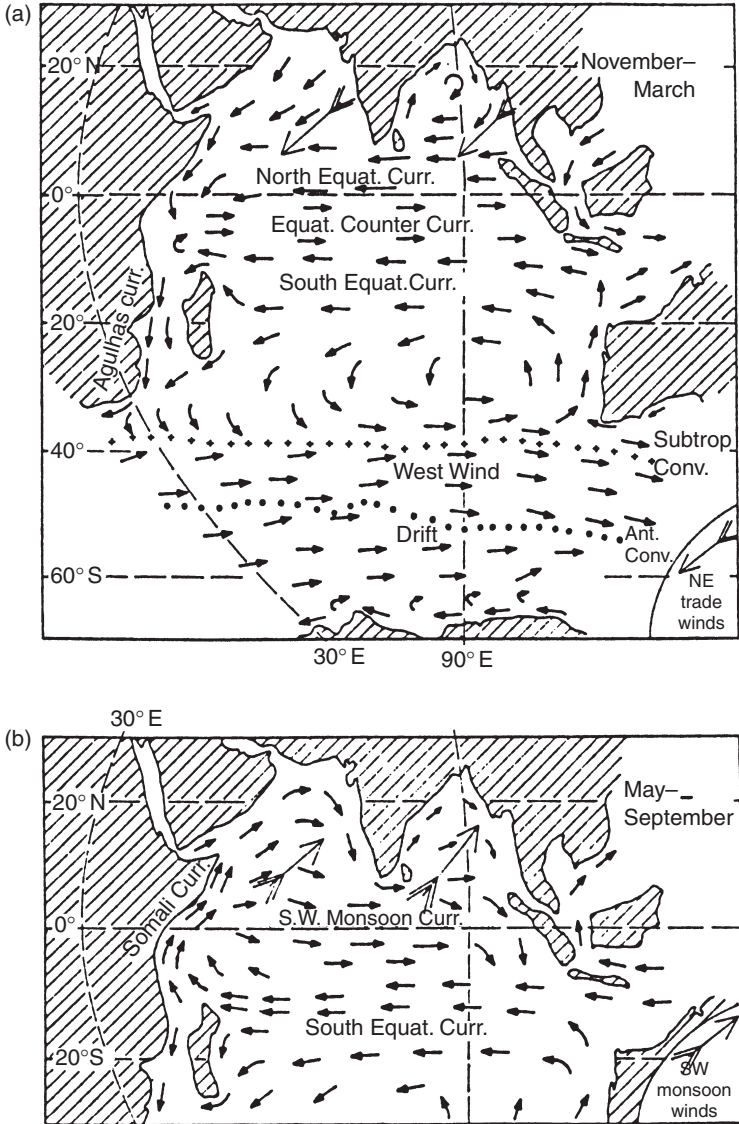 (a)
20° N
November–
March
North Equat. Curr.
0°
Equat. Counter Curr.
South Equat.Curr.
Agulhas curr.
20°
40°
Subtrop
Conv.
West Wind
Drift
Ant.
Conv.
60° S
NE
trade
winds
30° E
90° E
30° E
(b)
20° N
May–
September
Somali Curr.
S.W. Monsoon Curr.
0°
South Equat. Curr.
20°S
SW
monsoon
winds